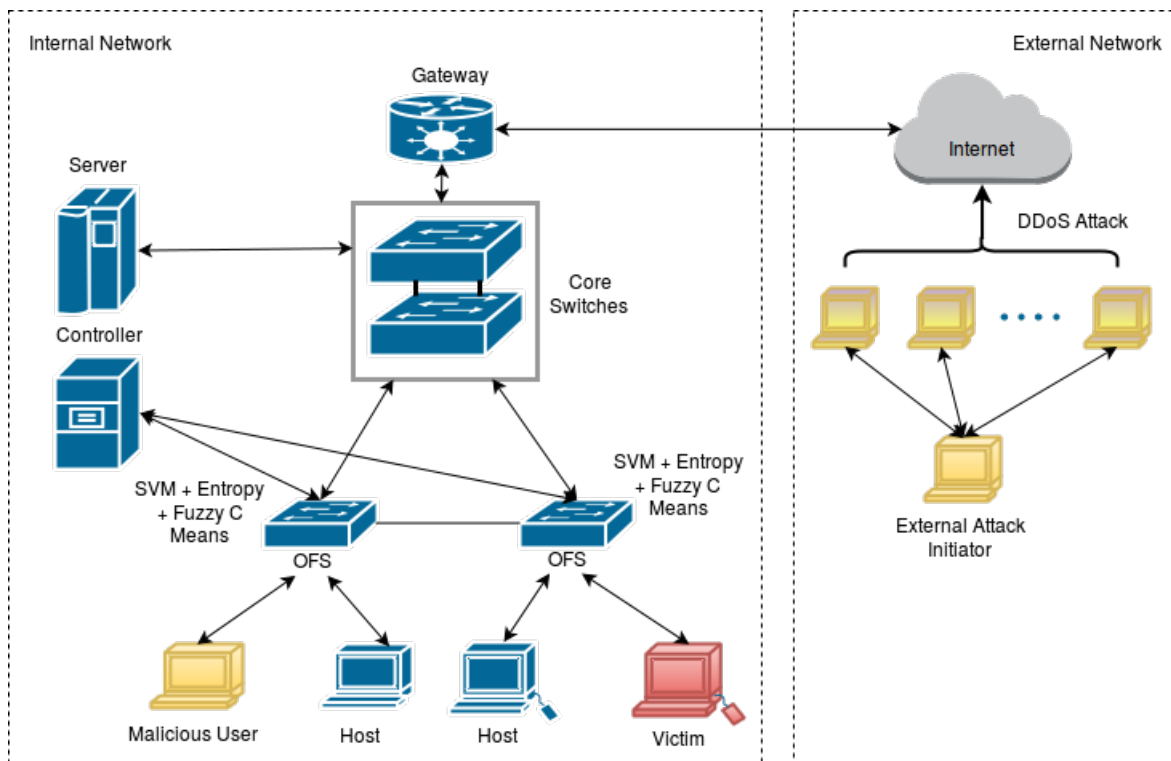 Internal Network
External Network
Gateway
Internet
Server
DDoS Attack
Core
Switches
Controller
SVM + Entropy
+ Fuzzy C
Means
SVM + Entropy
+ Fuzzy C
Means
OFS
OFS
External Attack
Initiator
Malicious User
Host
Host
Victim